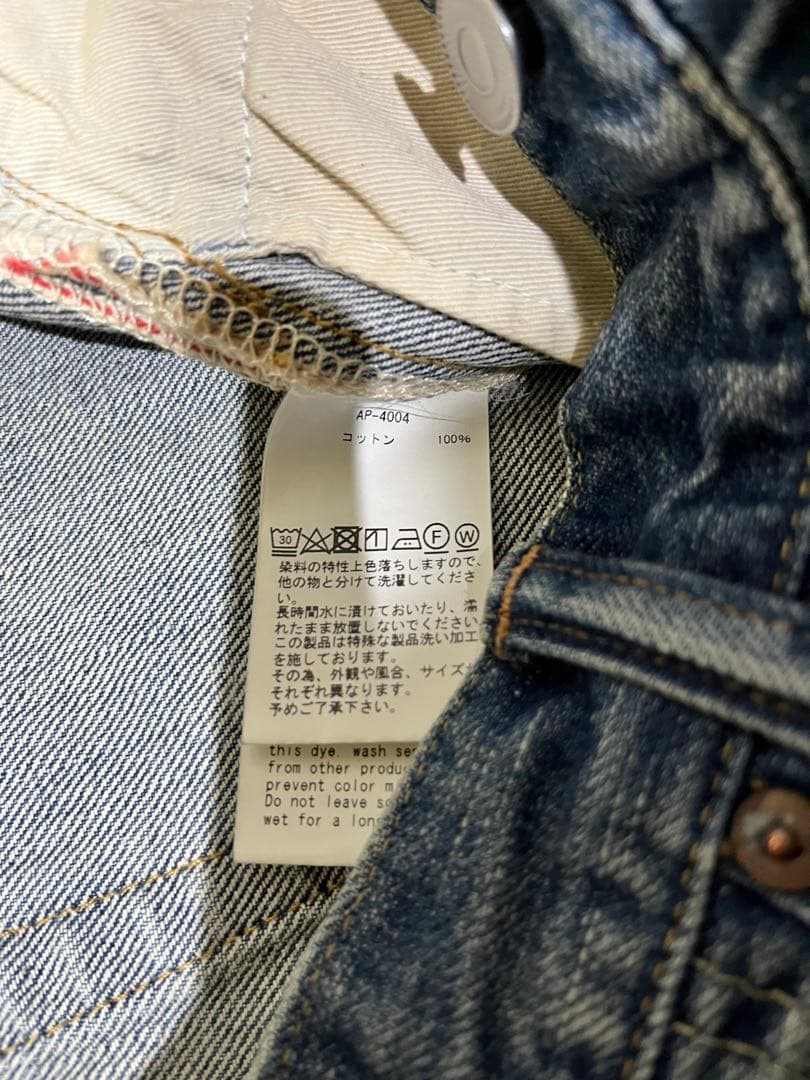 AP-4004
コットン 100%
30 F W
染料の特性上色落ちしますので、
他の物と分けて洗濯してくださ
い。
長時間水に漬けておいたり、濡
れたまま放置しないでください
この製品は特殊な製品洗い加工
を施しております。
その為、外観や風合、サイズが
それぞれ異なります。
予めご了承下さい。
this dye, wash
from other
prevent color
Do not leave
wet for a